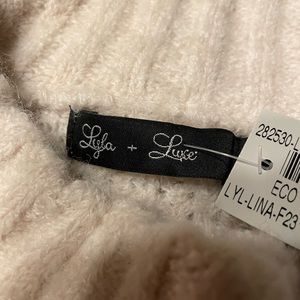 Lyla + Luxe
282530-L
ECO
LYL-LINA-F23